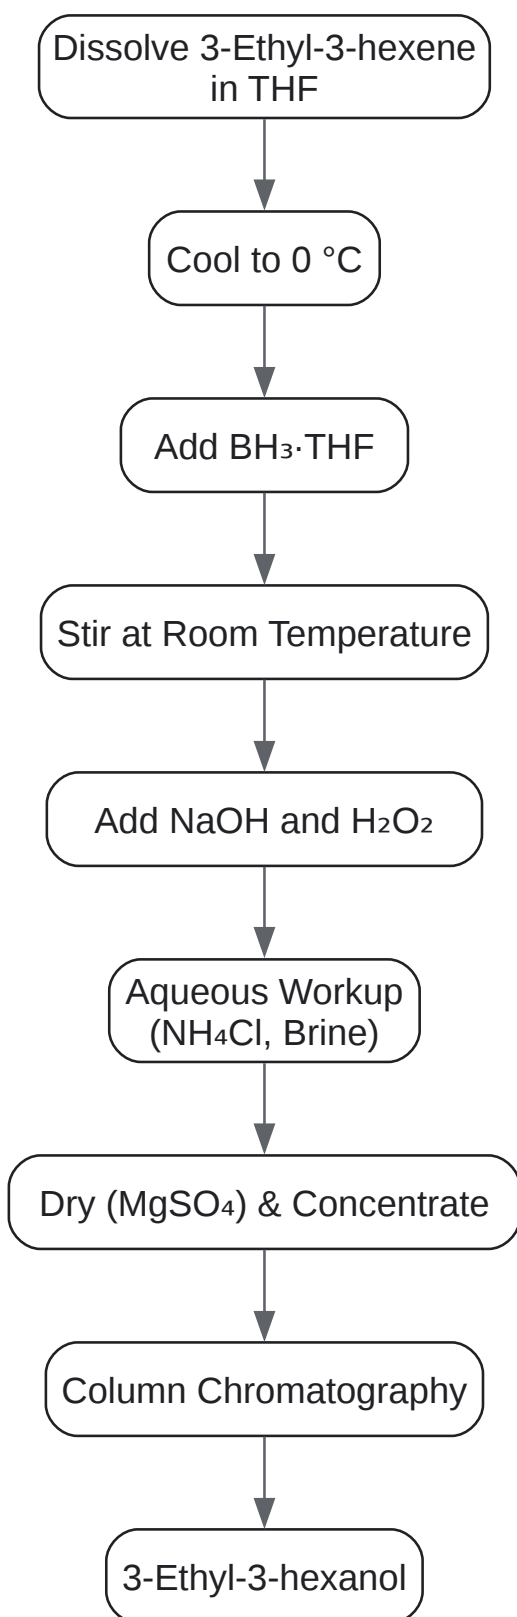 Dissolve 3-Ethyl-3-hexene
in THF
Cool to 0 °C
Add BH₃·THF
Stir at Room Temperature
Add NaOH and H₂O₂
Aqueous Workup
(NH₄Cl, Brine)
Dry (MgSO₄) & Concentrate
Column Chromatography
3-Ethyl-3-hexanol